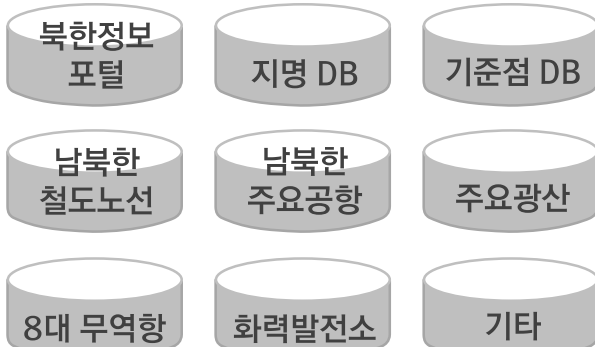 북한정보
포털
지명 DB
기준점 DB
남북한
철도노선
남북한
주요공항
주요광산
8대 무역항
화력발전소
기타